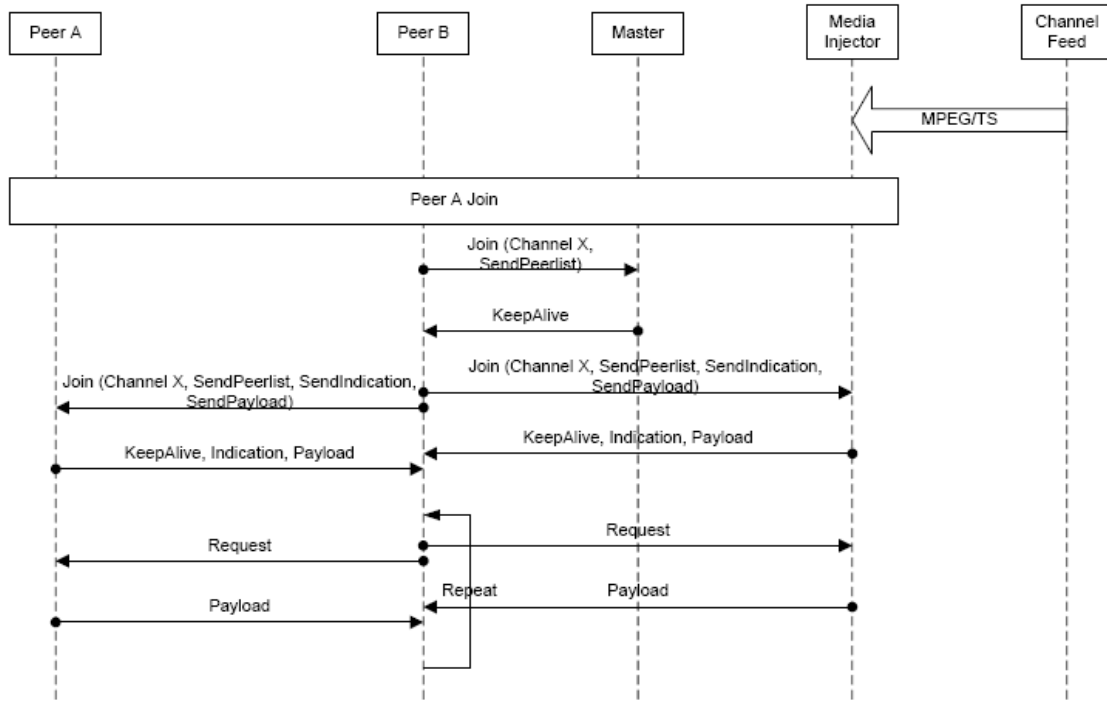 Peer A
Peer B
Master
Media
Injector
Channel
Feed
MPEG/TS
Peer A Join
Join (Channel X,
SendPeerlist)
KeepAlive
Join (Channel X, SendPeerlist, SendIndication,
SendPayload)
Join (Channel X, SendPeerlist, SendIndication,
SendPayload)
KeepAlive, Indication, Payload
KeepAlive, Indication, Payload
Request
Request
Repeat
Payload
Payload